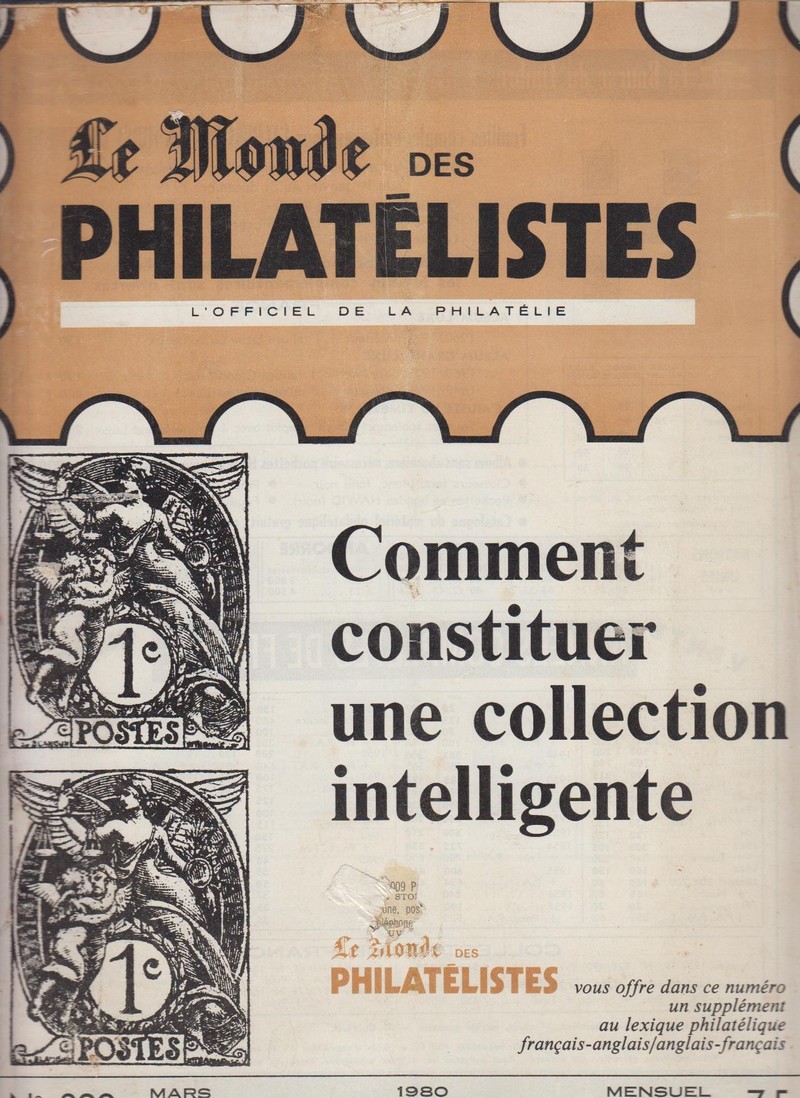 Le Monde DES
PHILATÉLISTES
L'OFFICIEL DE LA PHILATÉLIE
1c
POSTES
1c
POSTES
Comment
constituer
une collection
intelligente
Le Monde DES
PHILATÉLISTES
vous offre dans ce numéro
un supplément
au lexique philatélique
français-anglais/anglais-français
MARS 1980 MENSUEL